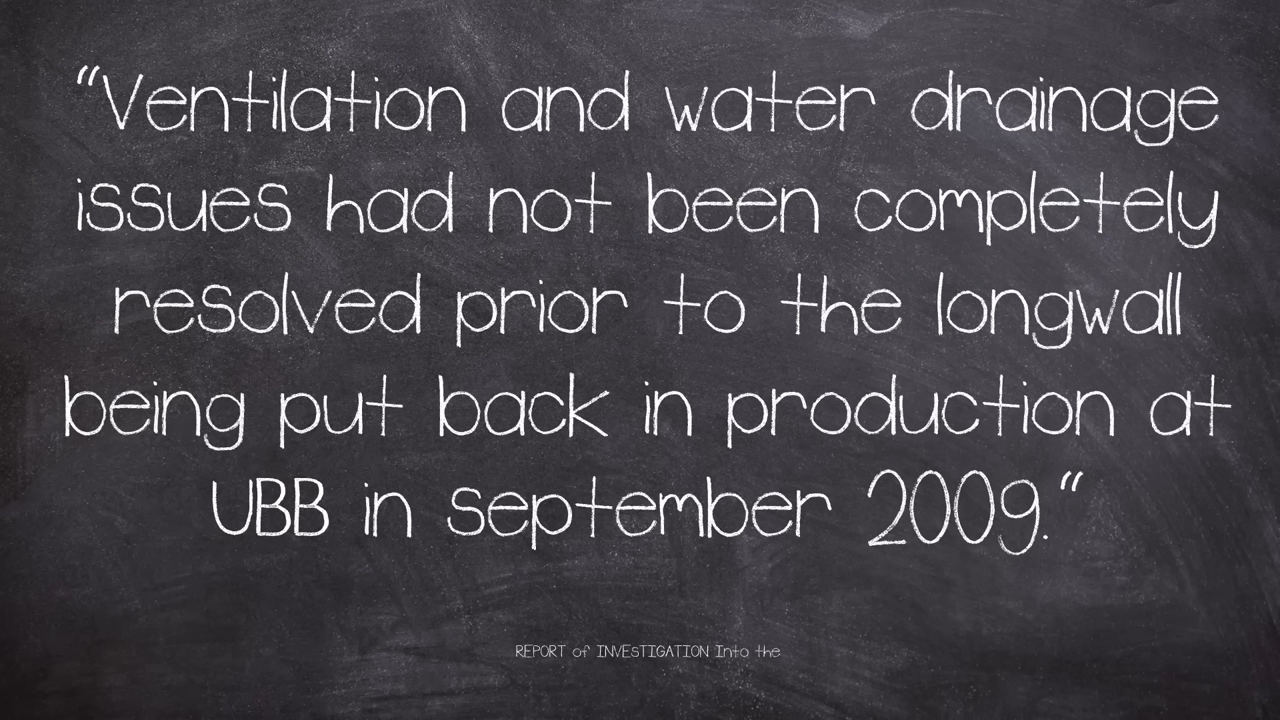 “Ventilation and water drainage
issues had not been completely
resolved prior to the longwall
being put back in production at
UBB in september 2009.“
REPORT of INVESTIGATION Into the